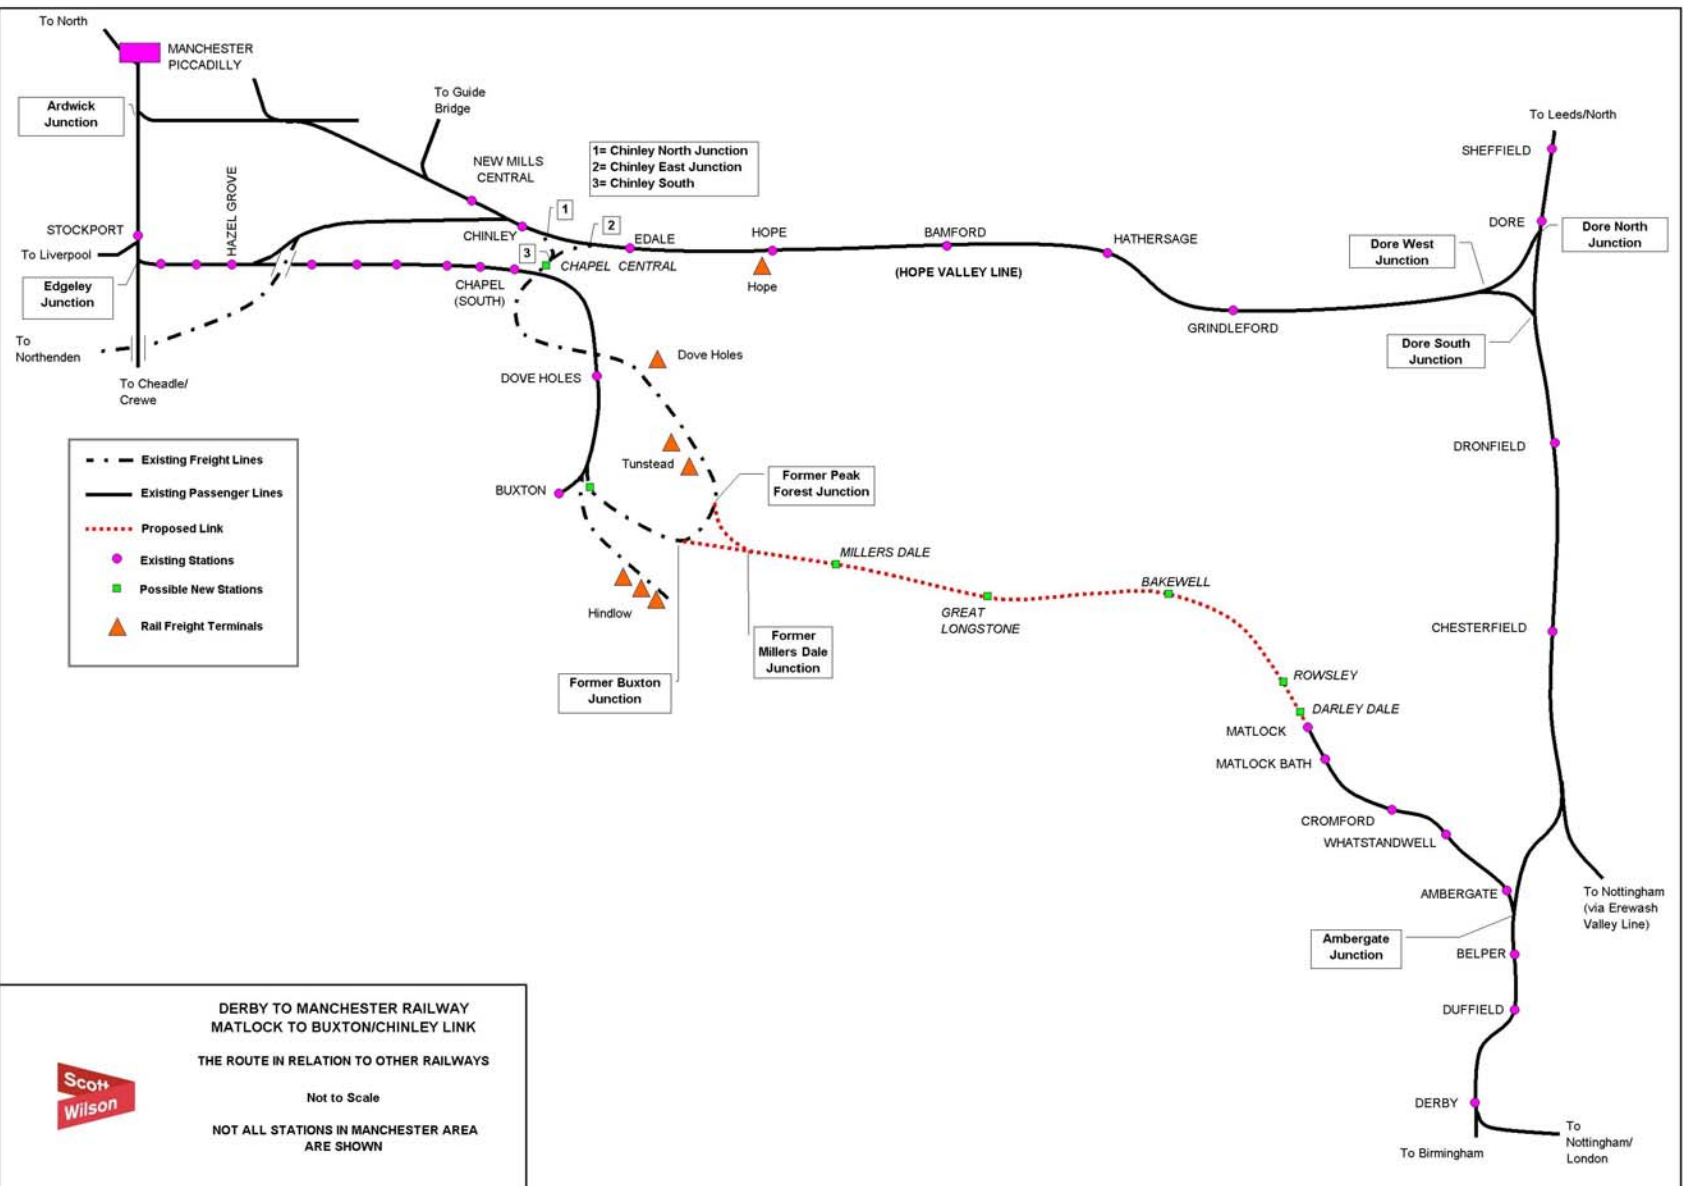 To North
MANCHESTER
PICCADILLY
Ardwick
Junction
To Guide
Bridge
NEW MILLS
CENTRAL
1= Chinley North Junction
2= Chinley East Junction
3= Chinley South
To Leeds/North
SHEFFIELD
HAZEL GROVE
STOCKPORT
To Liverpool
Edgeley
Junction
CHINLEY
1
2
3
EDALE
CHAPEL CENTRAL
HOPE
Hope
BAMFORD
(HOPE VALLEY LINE)
HATHERSAGE
GRINDLEFORD
Dore West
Junction
DORE
Dore North
Junction
Dore South
Junction
CHAPEL
(SOUTH)
To
Northenden
To Cheadle/
Crewe
DOVE HOLES
Dove Holes
Tunstead
BUXTON
Former Peak
Forest Junction
DRONFIELD
Existing Freight Lines
Existing Passenger Lines
Proposed Link
Existing Stations
Possible New Stations
Rail Freight Terminals
Hindlow
MILLERS DALE
GREAT
LONGSTONE
BAKEWELL
Former
Millers Dale
Junction
Former Buxton
Junction
CHESTERFIELD
ROWSLEY
DARLEY DALE
MATLOCK
MATLOCK BATH
CROMFORD
WHATSTANDWELL
AMBERGATE
To Nottingham
(via Erewash
Valley Line)
Ambergate
Junction
BELPER
DUFFIELD
DERBY
To Birmingham
To
Nottingham/
London
DERBY TO MANCHESTER RAILWAY
MATLOCK TO BUXTON/CHINLEY LINK
THE ROUTE IN RELATION TO OTHER RAILWAYS
Not to Scale
NOT ALL STATIONS IN MANCHESTER AREA
ARE SHOWN
Scott
Wilson